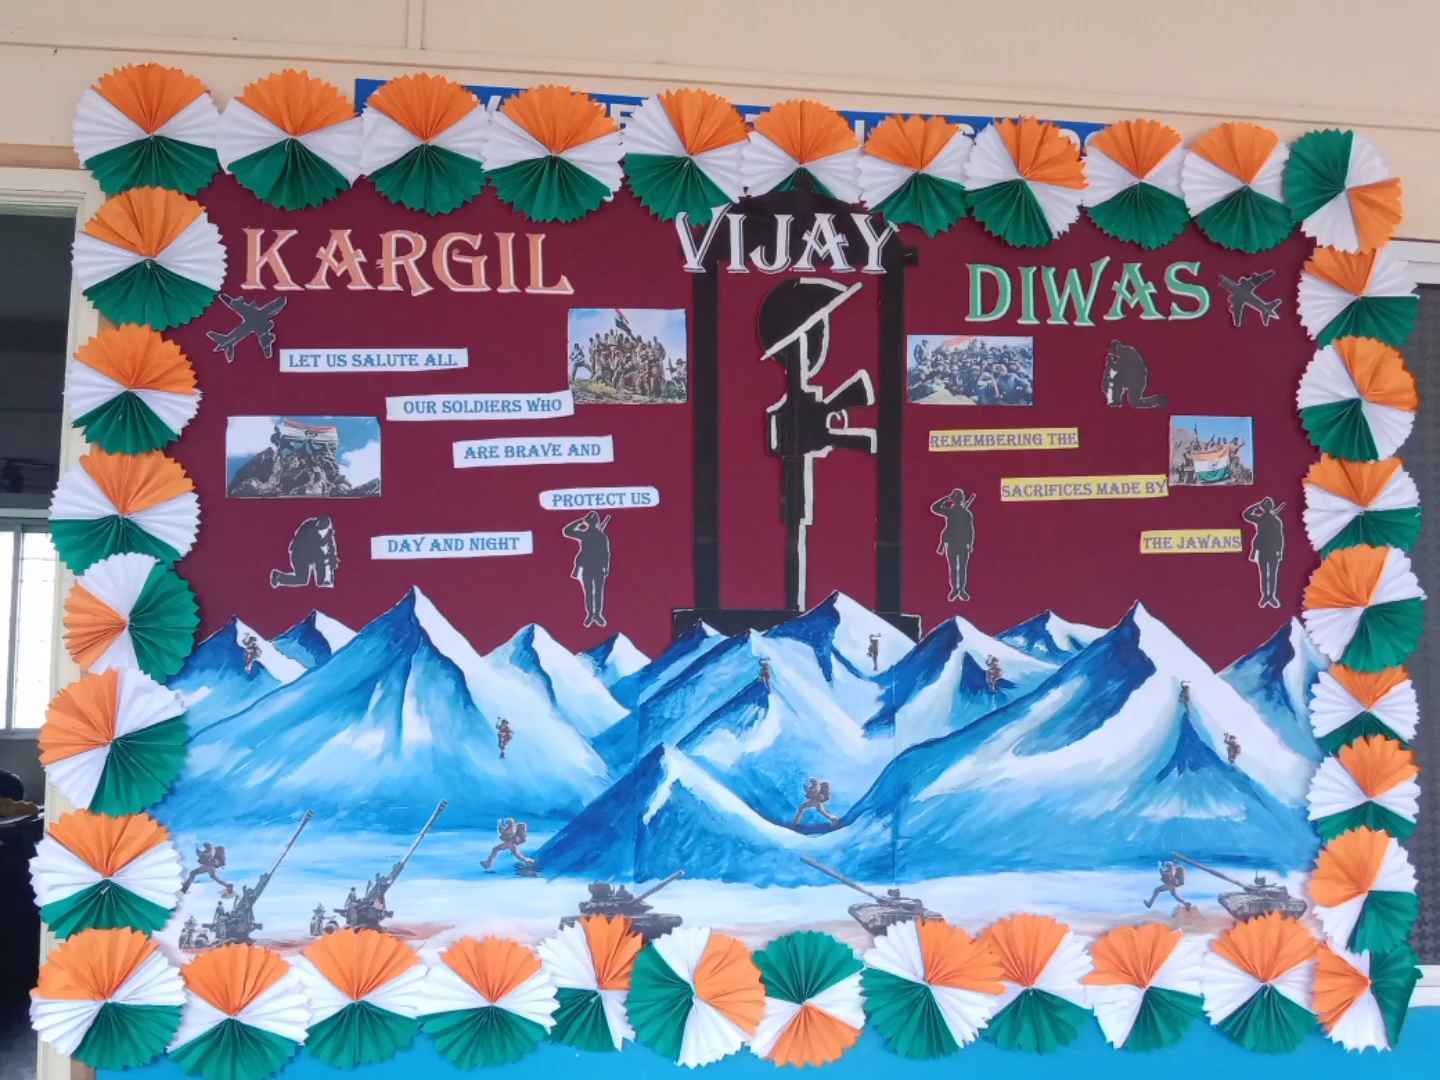 KARGIL VIJAY DIWAS
LET US SALUTE ALL
OUR SOLDIERS WHO
ARE BRAVE AND
PROTECT US
DAY AND NIGHT
REMEMBERING THE
SACRIFICES MADE BY
THE JAWANS